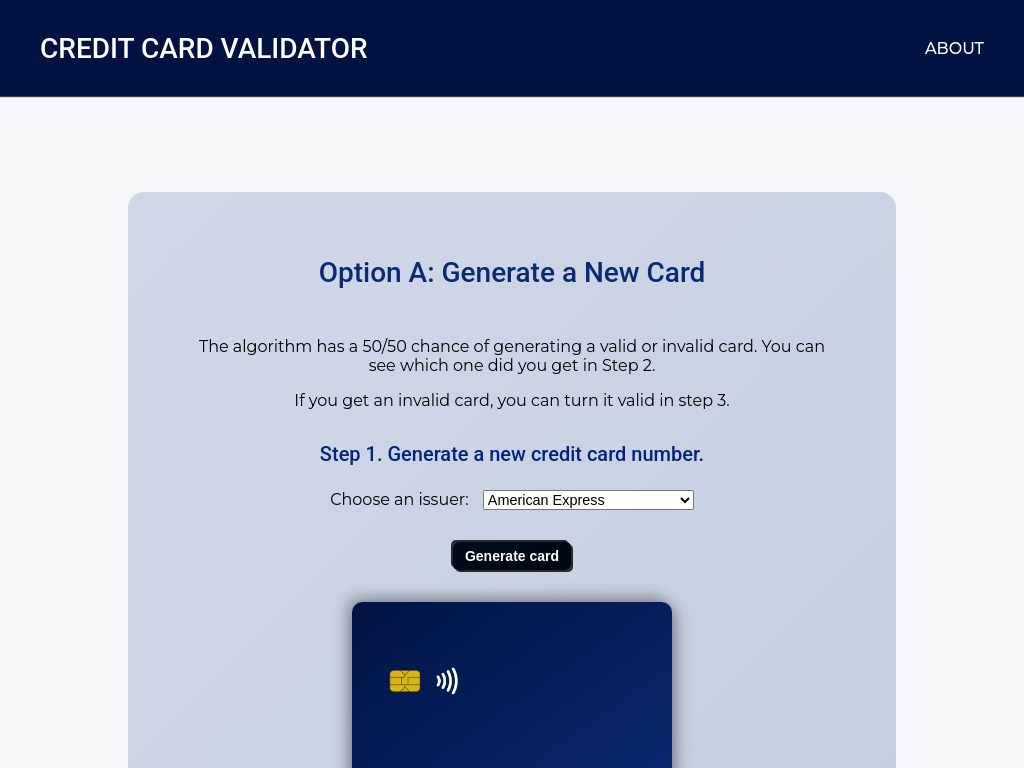 CREDIT CARD VALIDATOR
ABOUT
Option A: Generate a New Card
The algorithm has a 50/50 chance of generating a valid or invalid card. You can
see which one did you get in Step 2.
If you get an invalid card, you can turn it valid in step 3.
Step 1. Generate a new credit card number.
Choose an issuer: American Express
Generate card